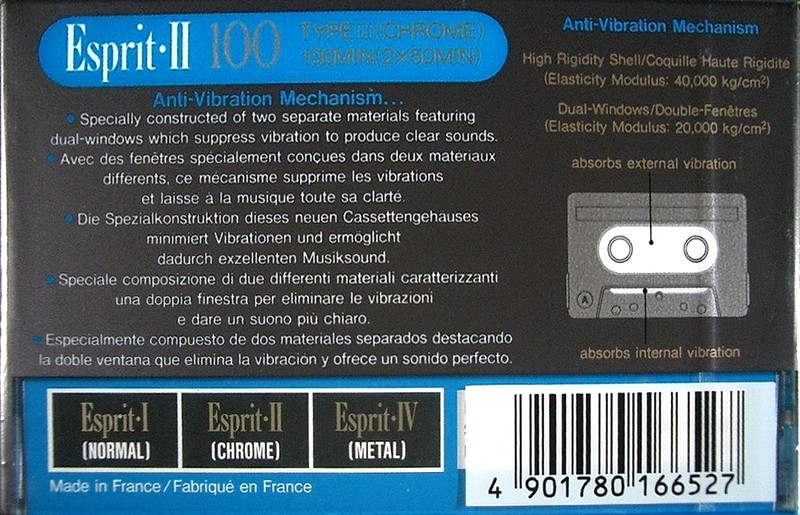 Esprit·II 100
TYPE II (CHROME)
100MIN(2×50MIN)
Anti-Vibration Mechanism...
• Specially constructed of two separate materials featuring
dual-windows which suppress vibration to produce clear sounds.
• Avec des fenêtres spécialement conçues dans deux materiaux
différents, ce mécanisme supprime les vibrations
et laisse à la musique toute sa clarté.
• Die Spezialkonstruktion dieses neuen Cassettengehauses
minimiert Vibrationen und ermöglicht
dadurch exzellenten Musiksound.
• Speciale composizione di due differenti materiali caratterizzanti
una doppia finestra per eliminare le vibrazioni
e dare un suono più chiaro.
• Especialmente compuesto de dos materiales separados destacando
la doble ventana que elimina la vibración y ofrece un sonido perfecto.
Anti-Vibration Mechanism
High Rigidity Shell/Coquille Haute Rigidité
(Elasticity Modulus: 40,000 kg/cm²)
Dual-Windows/Double-Fenêtres
(Elasticity Modulus: 20,000 kg/cm²)
absorbs external vibration
A
absorbs internal vibration
Esprit·I
(NORMAL)
Esprit·II
(CHROME)
Esprit·IV
(METAL)
Made in France/Fabriqué en France
4 901780 166527